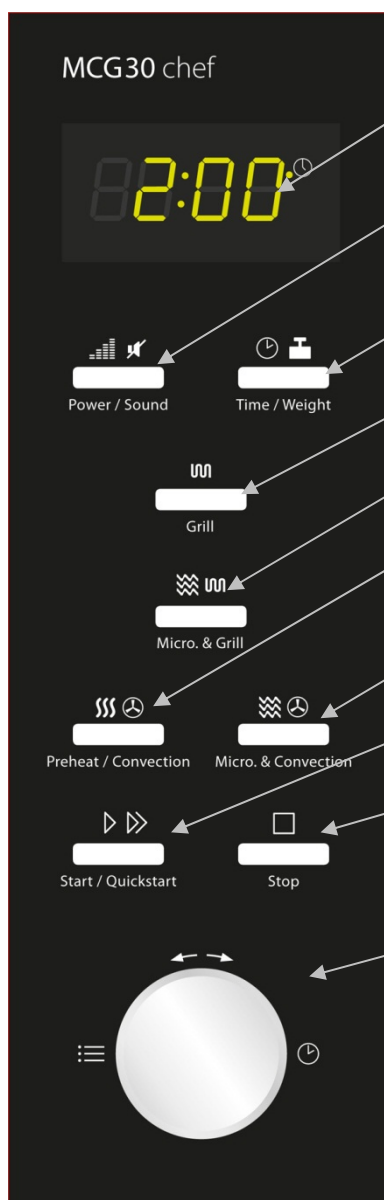 MCG30 chef
2:00
Power / Sound
Time / Weight
Grill
Micro. & Grill
Preheat / Convection
Micro. & Convection
Start / Quickstart
Stop